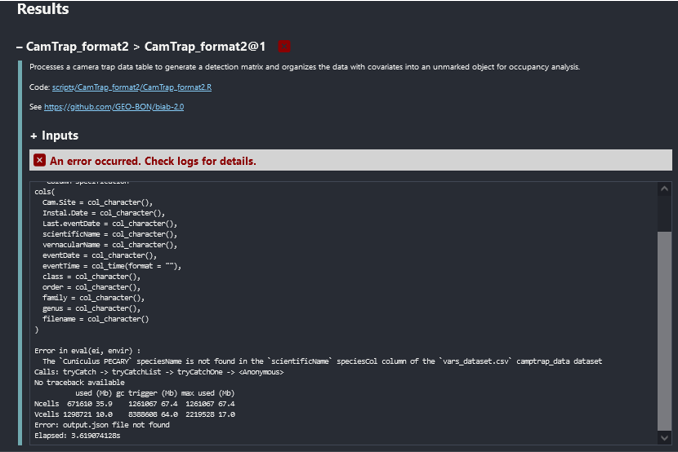 Results
– CamTrap_format2 > CamTrap_format2@1
Processes a camera trap data table to generate a detection matrix and organizes the data with covariates into an unmarked object for occupancy analysis.
Code: scripts/CamTrap_format2/CamTrap_format2.R
See https://github.com/GEO-BON/biab-2.0
+ Inputs
An error occurred. Check logs for details.
Column specification
cols(
Cam.Site = col_character(),
Instal.Date = col_character(),
Last.eventDate = col_character(),
scientificName = col_character(),
vernacularName = col_character(),
eventDate = col_character(),
eventTime = col_time(format = ""),
class = col_character(),
order = col_character(),
family = col_character(),
genus = col_character(),
filename = col_character()
)
Error in eval(ei, envir) :
The `Cuniculus PECARY` speciesName is not found in the `scientificName` speciesCol column of the `vars_dataset.csv` camptrap_data dataset
Calls: tryCatch -> tryCatchList -> tryCatchOne -> <Anonymous>
No traceback available
used (Mb) gc trigger (Mb) max used (Mb)
Ncells 671610 35.9 1261067 67.4 1261067 67.4
Vcells 1298721 10.0 8388608 64.0 2219528 17.0
Error: output.json file not found
Elapsed: 3.619074128s